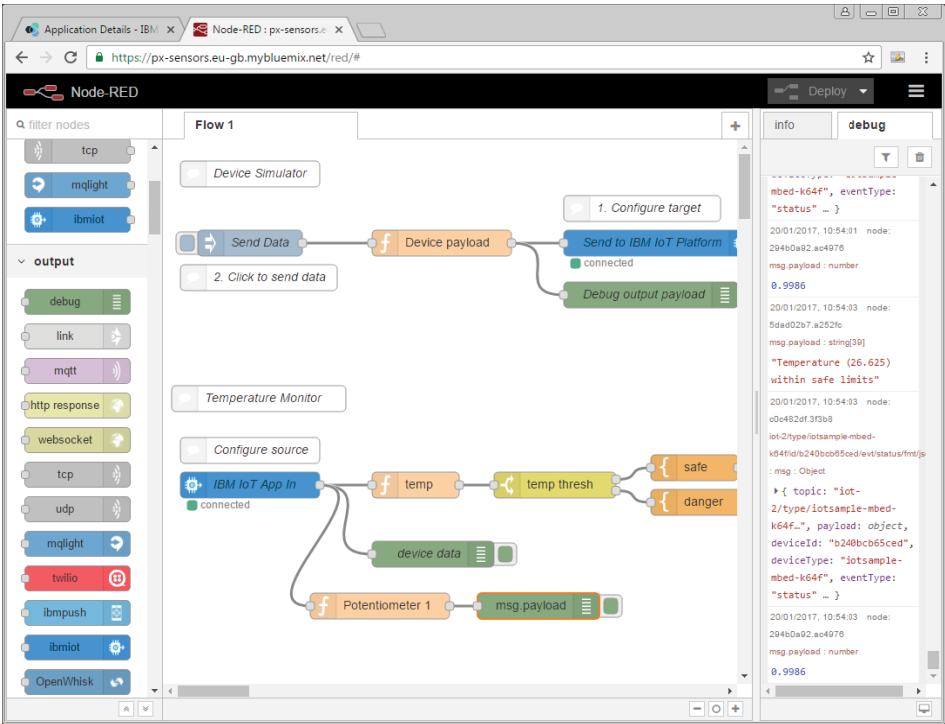 Application Details - IBM
Node-RED : px-sensors.e
https://px-sensors.eu-gb.mybluemix.net/red/#
Node-RED
Deploy
filter nodes
tcp
mqlight
ibmiot
output
debug
link
mqtt
http response
websocket
tcp
udp
mqlight
twilio
ibmpush
ibmiot
OpenWhisk
Flow 1
Device Simulator
1. Configure target
Send Data
Device payload
Send to IBM IoT Platform
connected
2. Click to send data
Debug output payload
Temperature Monitor
Configure source
IBM IoT App In
connected
temp
temp thresh
safe
danger
device data
Potentiometer 1
msg.payload
info
debug
mbed-k64f", eventType:
"status" … }
20/01/2017, 10:54:01 node:
294b0a92.ac4976
msg.payload : number
0.9986
20/01/2017, 10:54:03 node:
5dad02b7.a252fc
msg.payload : string[39]
"Temperature (26.625)
within safe limits"
20/01/2017, 10:54:03 node:
c0c482df.3f3b8
iot-2/type/iotsample-mbed-
k64f/id/b240bcb65ced/evt/status/fmt/js
: msg : Object
{ topic: "iot-
2/type/iotsample-mbed-
k64f…", payload: object,
deviceId: "b240bcb65ced",
deviceType: "iotsample-
mbed-k64f", eventType:
"status" … }
20/01/2017, 10:54:03 node:
294b0a92.ac4976
msg.payload : number
0.9986